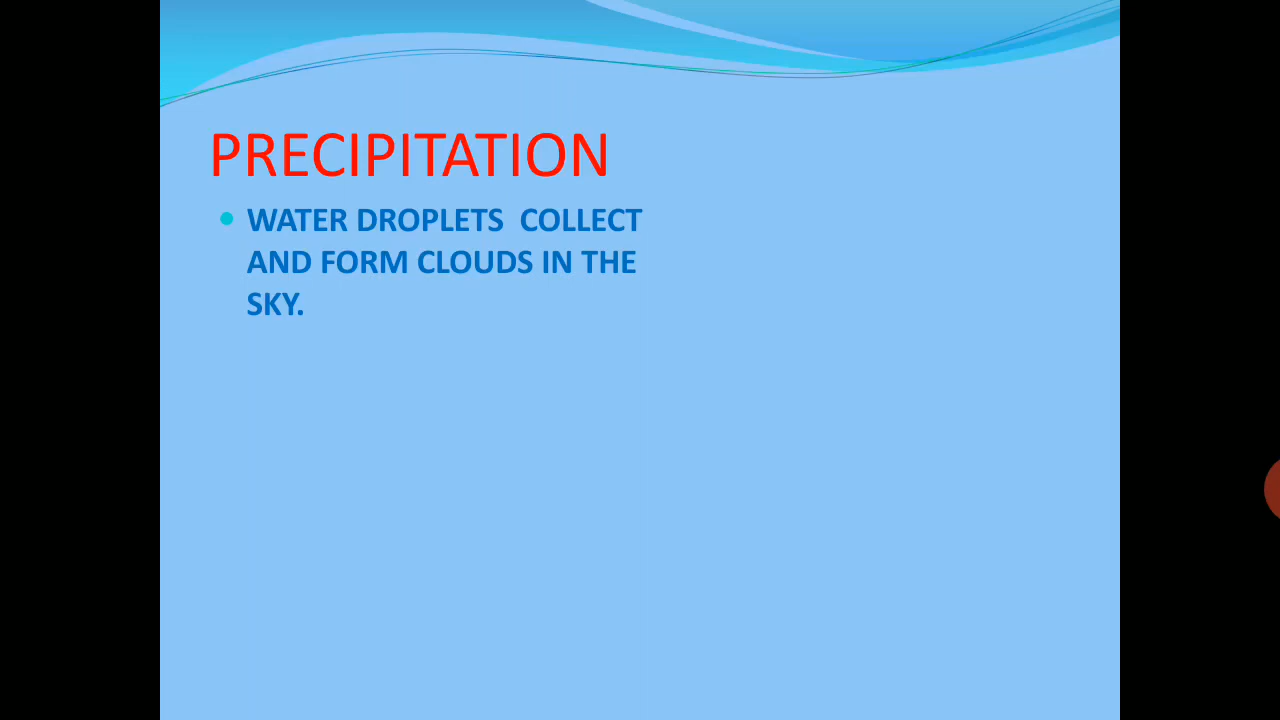 PRECIPITATION
WATER DROPLETS  COLLECT
AND FORM CLOUDS IN THE
SKY.